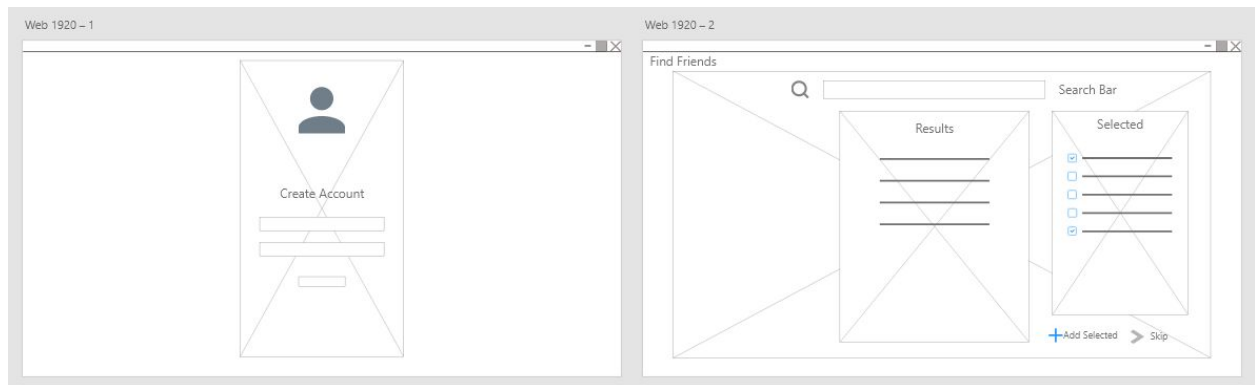 Web 1920 – 1
Create Account
Web 1920 – 2
Find Friends
Search Bar
Results
Selected
Add Selected
Skip